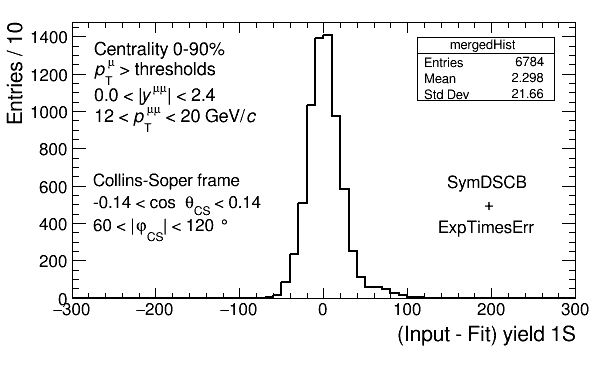 Entries / 10
1400
1200
1000
800
600
400
200
0
−300
−200
−100
0
100
200
300
(Input - Fit) yield 1S
Centrality 0-90%
p_T^μ > thresholds
0.0 < |y^μμ| < 2.4
12 < p_T^μμ < 20 GeV/c
Collins-Soper frame
-0.14 < cos θ_CS < 0.14
60 < |φ_CS| < 120 °
mergedHist
Entries 6784
Mean 2.298
Std Dev 21.66
SymDSCB
+
ExpTimesErr